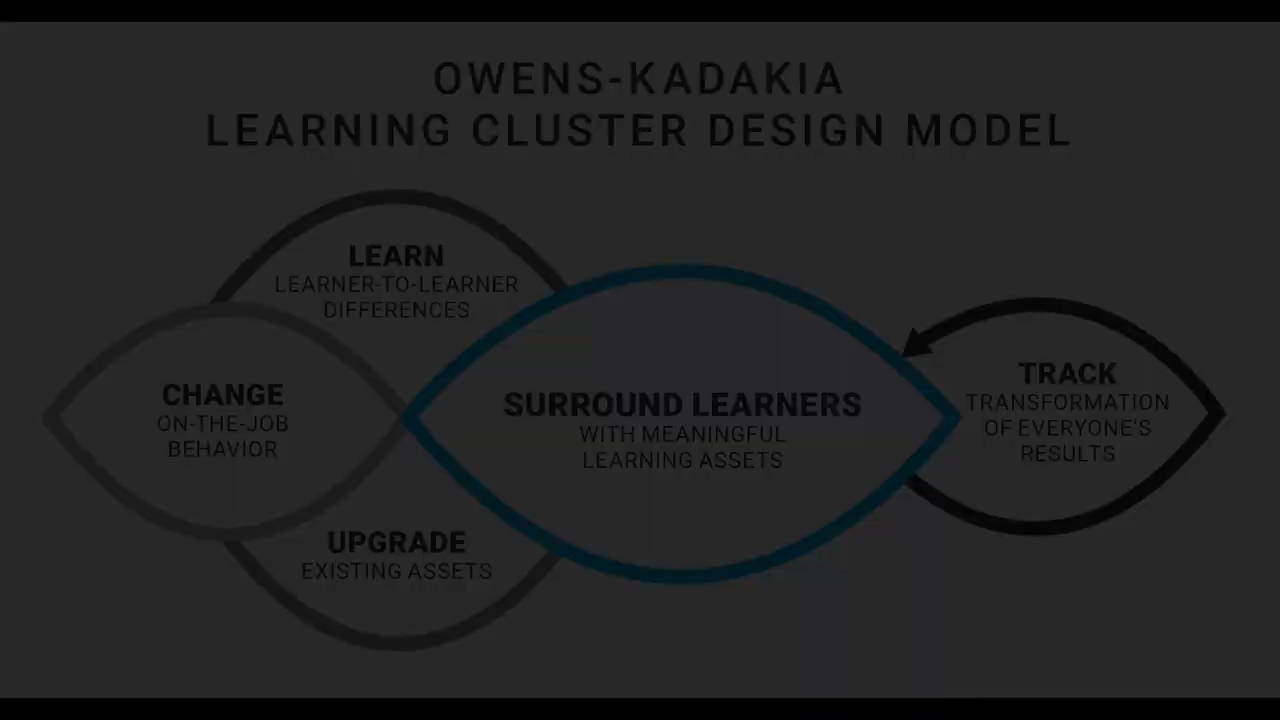 OWENS-KADAKIA
LEARNING CLUSTER DESIGN MODEL
LEARN
LEARNER-TO-LEARNER
DIFFERENCES
CHANGE
ON-THE-JOB
BEHAVIOR
SURROUND LEARNERS
WITH MEANINGFUL
LEARNING ASSETS
TRACK
TRANSFORMATION
OF EVERYONE'S
RESULTS
UPGRADE
EXISTING ASSETS